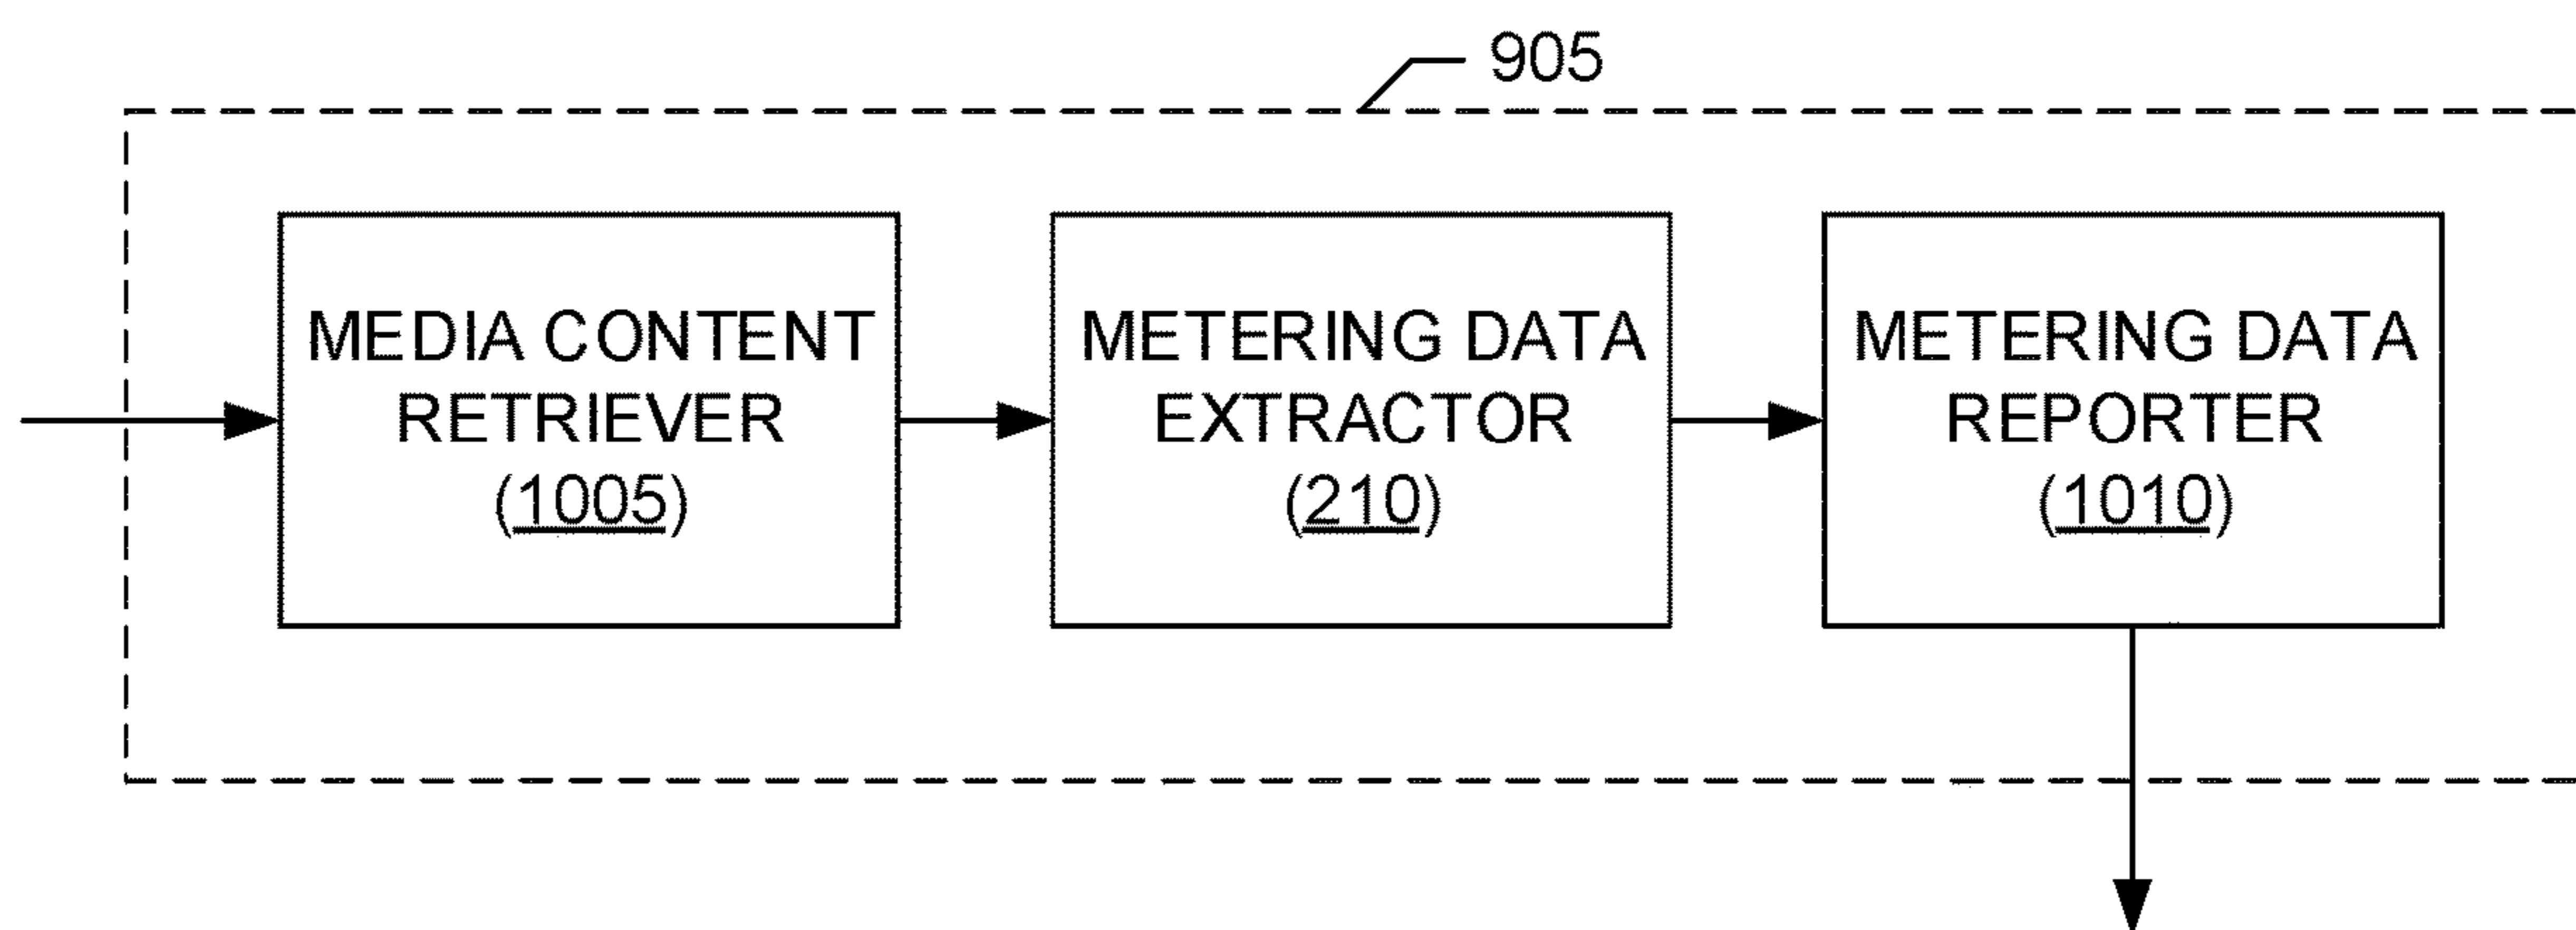 905
MEDIA CONTENT
RETRIEVER
(1005)
METERING DATA
EXTRACTOR
(210)
METERING DATA
REPORTER
(1010)